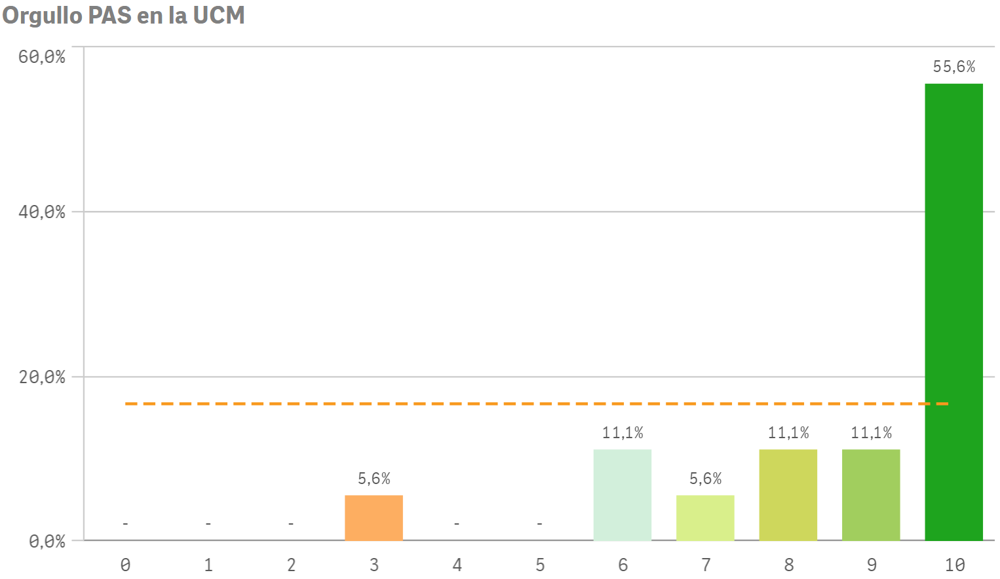 Orgullo PAS en la UCM
60,0%
55,6%
40,0%
20,0%
11,1% 11,1% 11,1%
5,6% 5,6%
- - - - -
0,0%
0 1 2 3 4 5 6 7 8 9 10